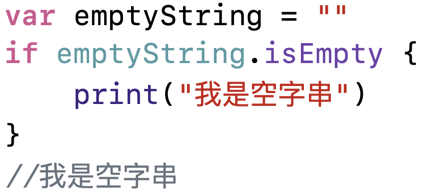 var emptyString = ""
if emptyString.isEmpty {
    print("我是空字串")
}
//我是空字串